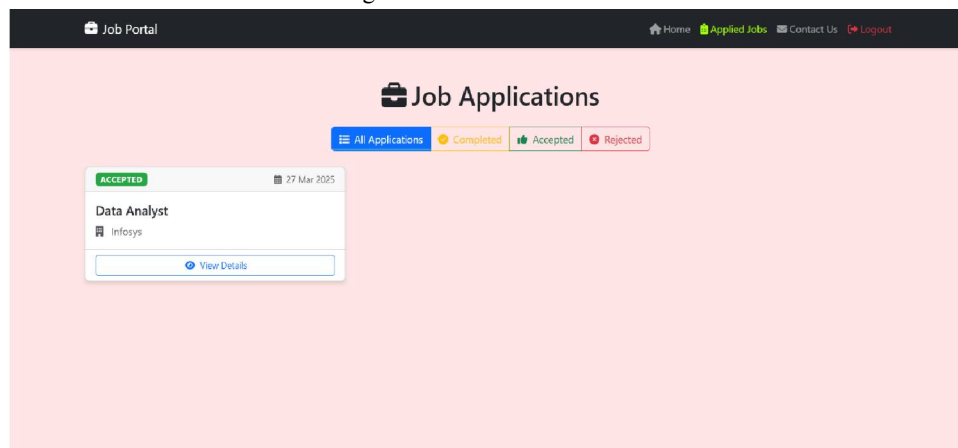 Job Portal Home Applied Jobs Contact Us Logout
Job Applications
All Applications Completed Accepted Rejected
ACCEPTED 27 Mar 2025
Data Analyst
Infosys
View Details